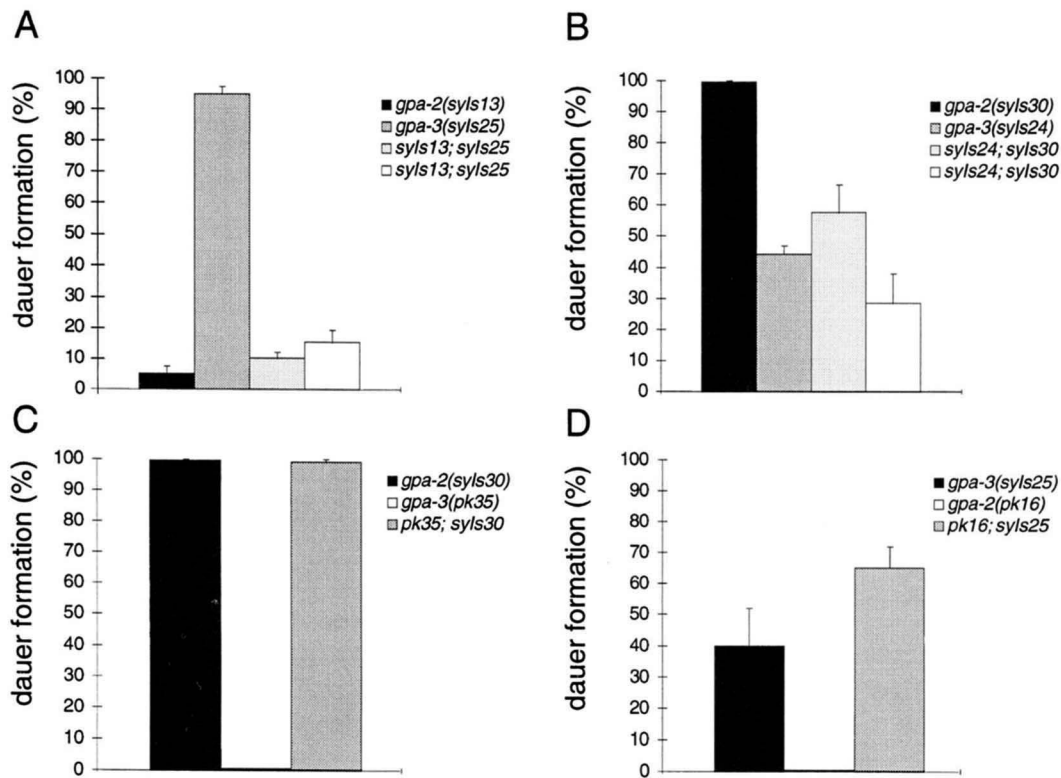 A
dauer formation (%)
100
90
80
70
60
50
40
30
20
10
0
gpa-2(syIs13)
gpa-3(syIs25)
syIs13; syIs25
syIs13; syIs25
B
dauer formation (%)
100
90
80
70
60
50
40
30
20
10
0
gpa-2(syIs30)
gpa-3(syIs24)
syIs24; syIs30
syIs24; syIs30
C
dauer formation (%)
100
90
80
70
60
50
40
30
20
10
0
gpa-2(syIs30)
gpa-3(pk35)
pk35; syIs30
D
dauer formation (%)
100
90
80
70
60
50
40
30
20
10
0
gpa-3(syIs25)
gpa-2(pk16)
pk16; syIs25